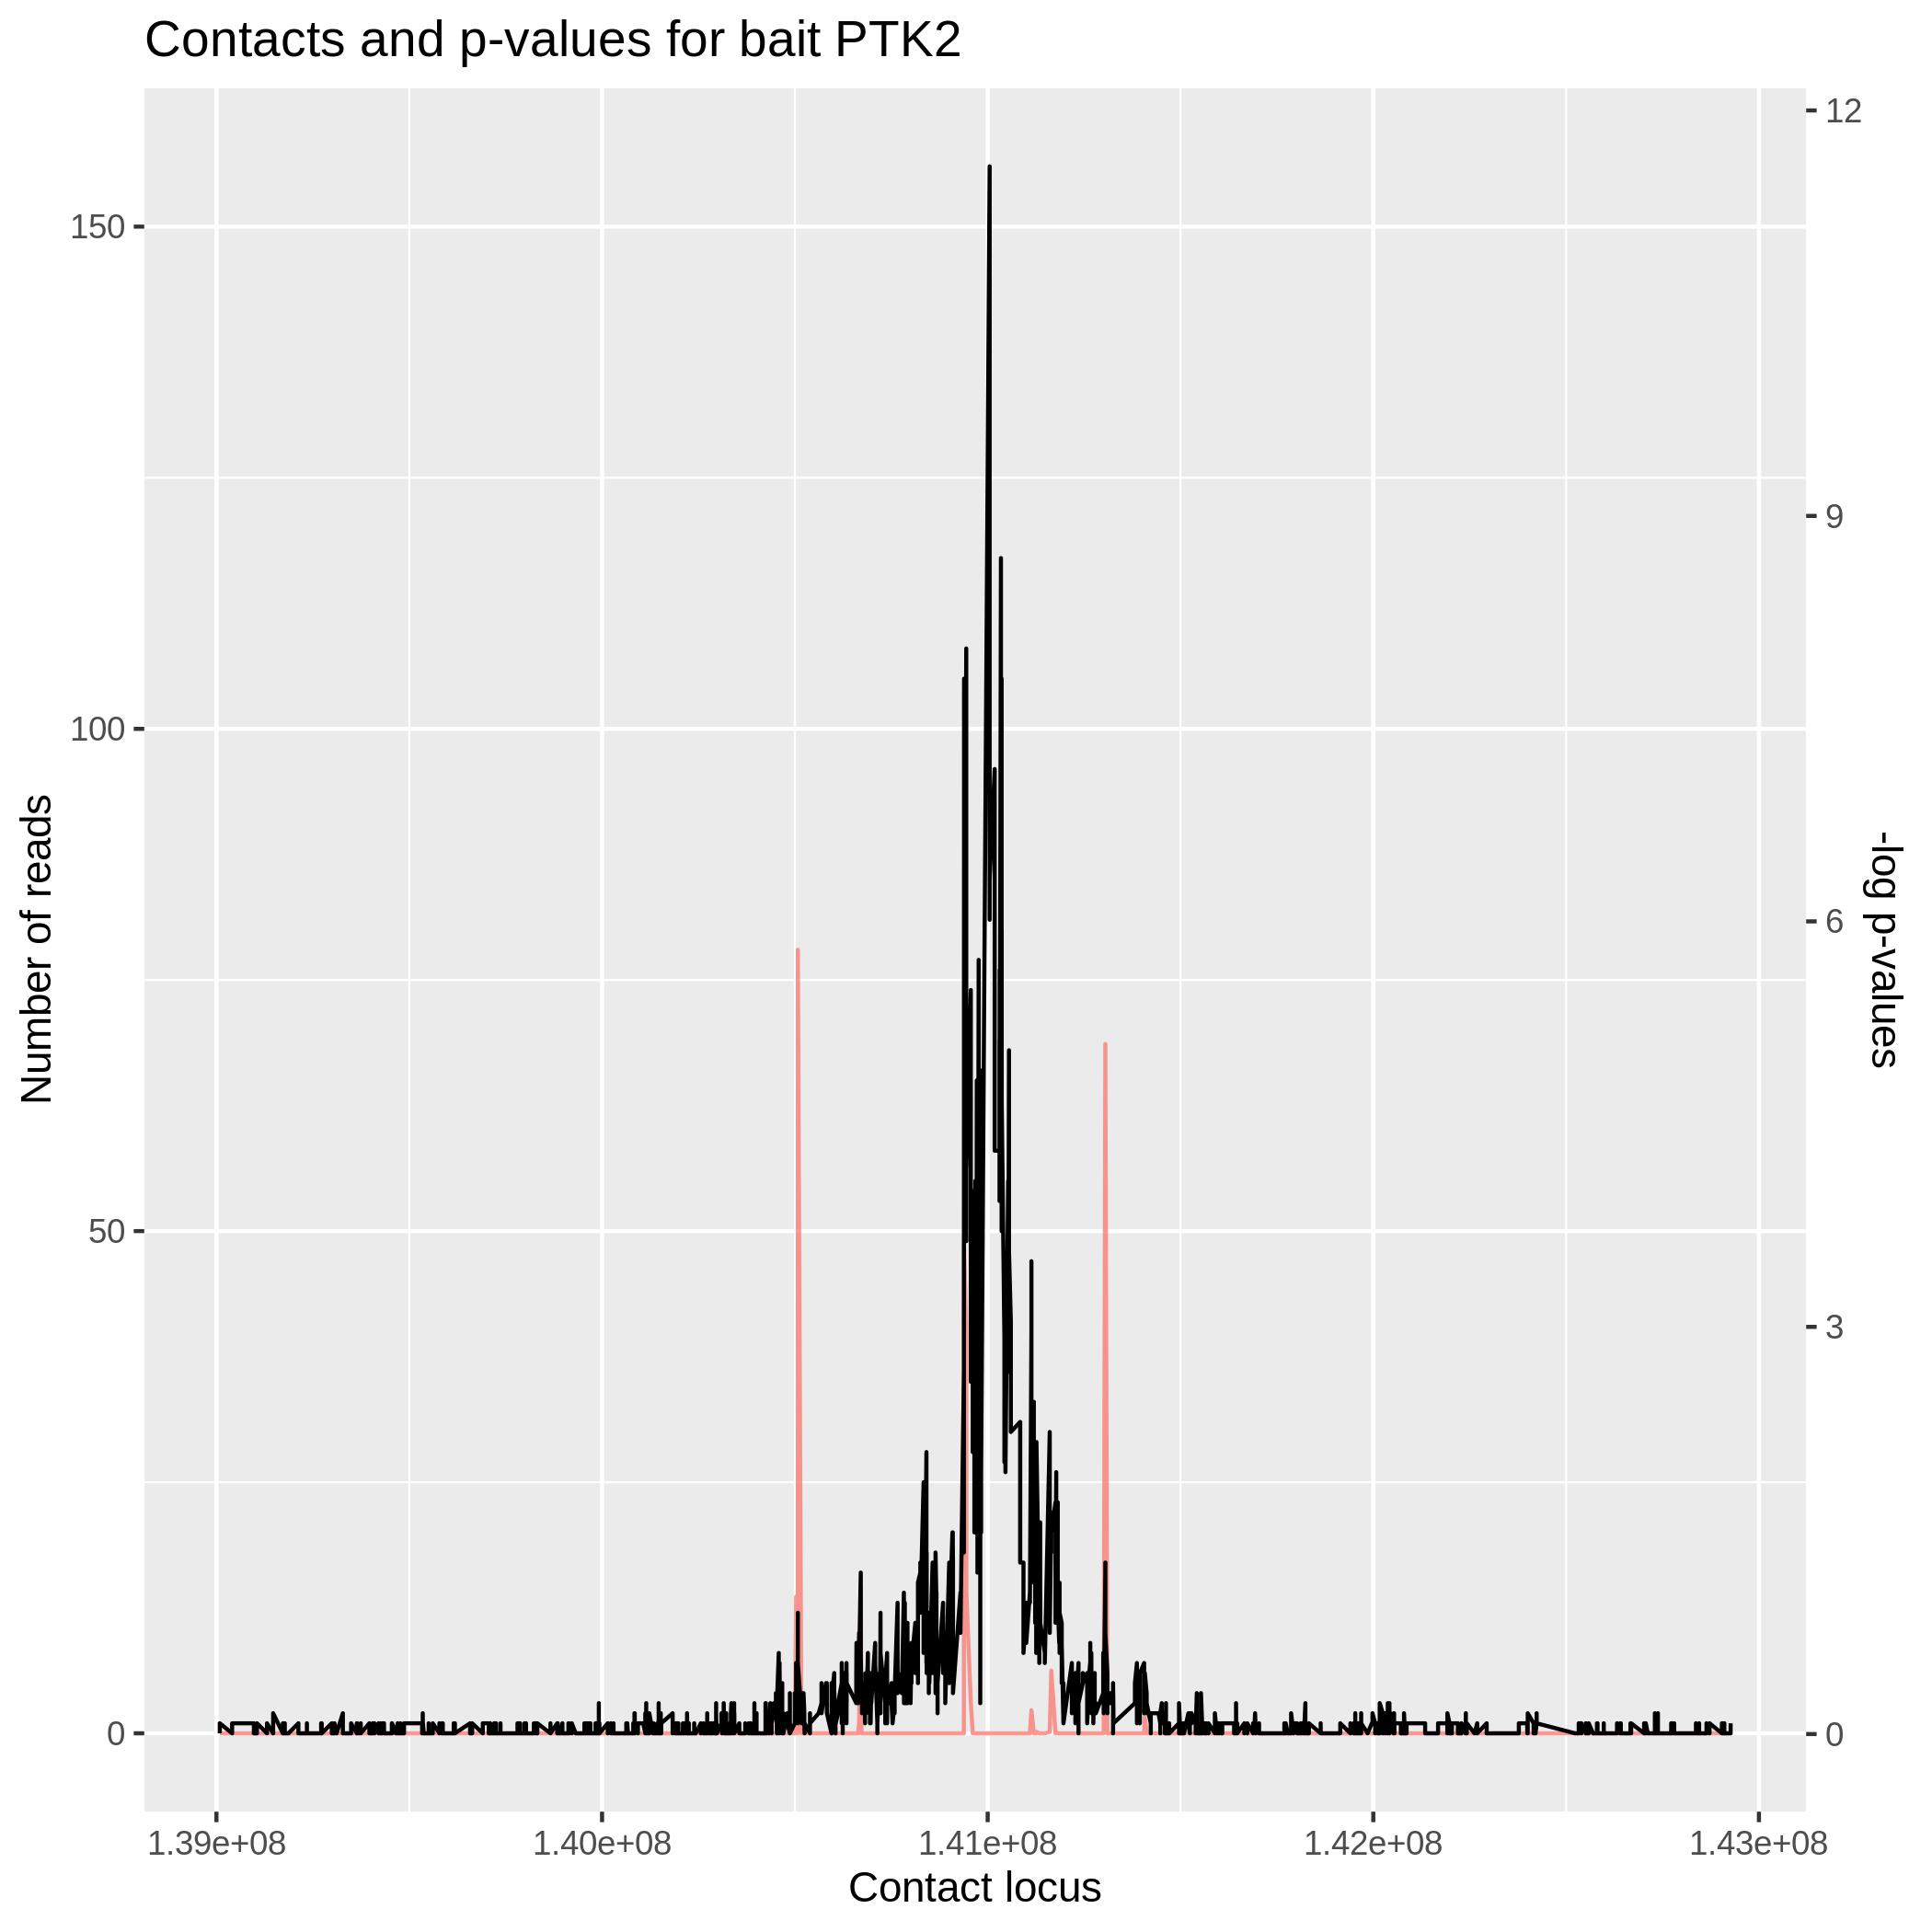 Contacts and p-values for bait PTK2
150
100
50
0
Number of reads
12
9
6
3
0
-log p-values
1.39e+08
1.40e+08
1.41e+08
1.42e+08
1.43e+08
Contact locus